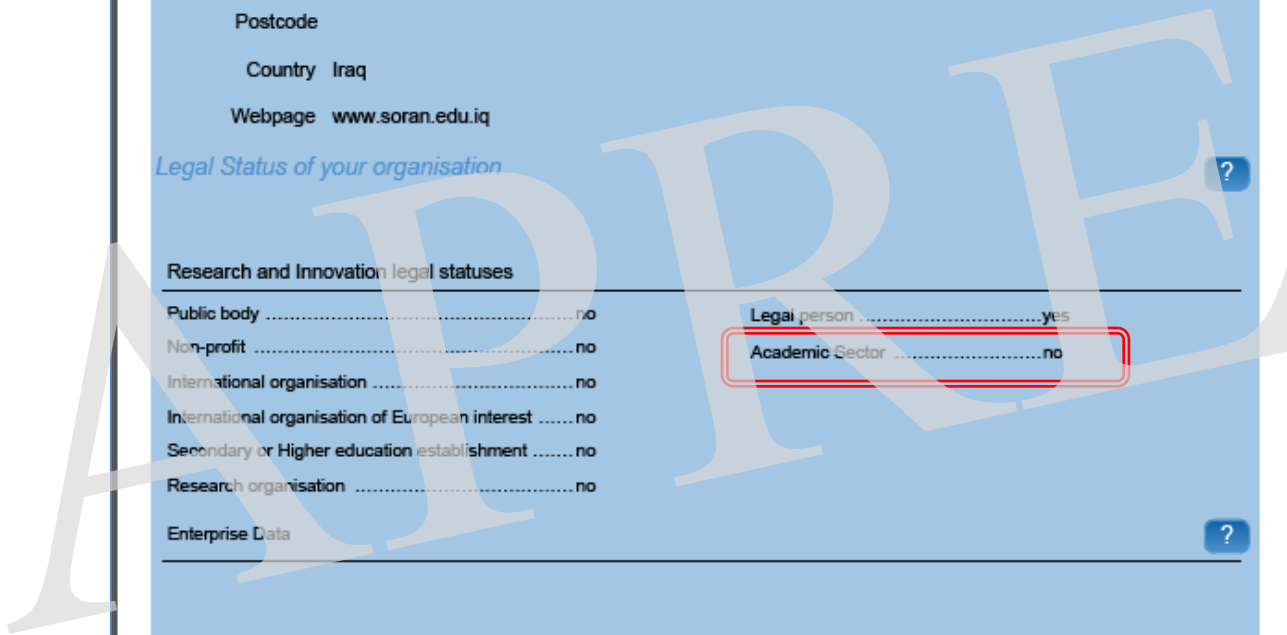 Postcode
Country Iraq
Webpage www.soran.edu.iq
Legal Status of your organisation
?
Research and Innovation legal statuses
Public body ........................................................ no
Legal person ................................ yes
Non-profit .......................................................... no
Academic Sector .......................... no
International organisation .................................... no
International organisation of European interest ...... no
Secondary or Higher education establishment ....... no
Research organisation ...................................... no
Enterprise Data
?
APRE